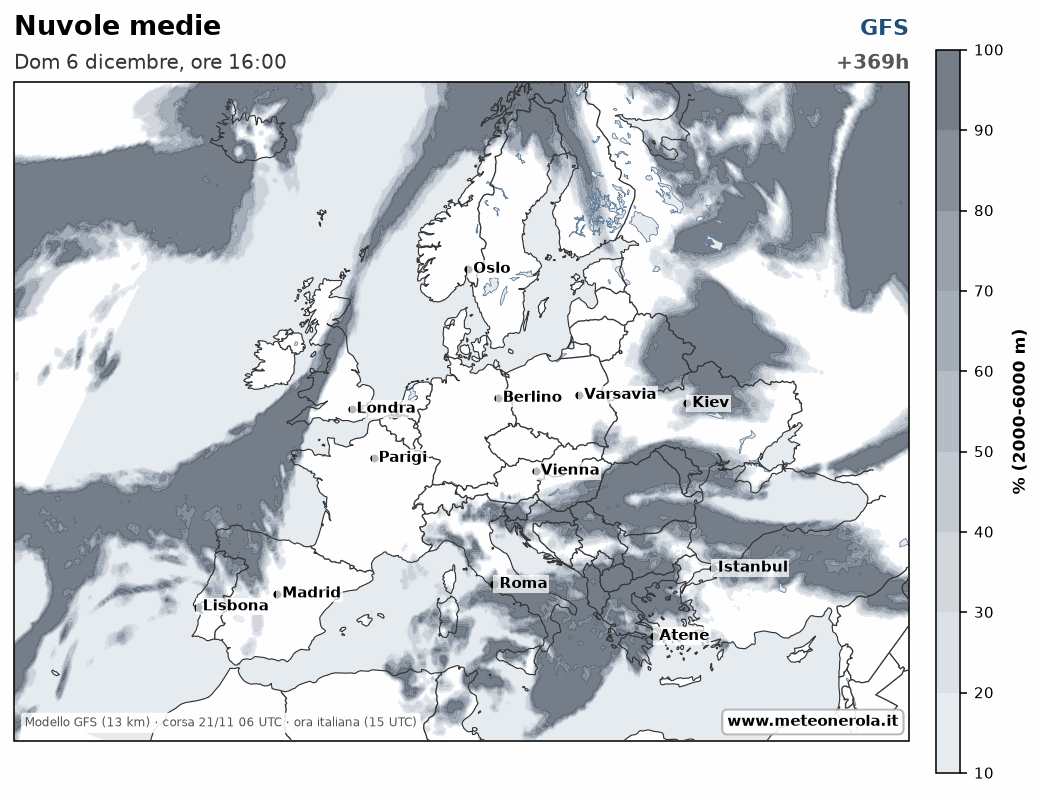 Nuvole medie
GFS
Dom 6 dicembre, ore 16:00
+369h
100
90
80
70
60
50
40
30
20
10
% (2000-6000 m)
Oslo
Londra
Berlino
Varsavia
Kiev
Parigi
Vienna
Madrid
Lisbona
Roma
Istanbul
Atene
Modello GFS (13 km) · corsa 21/11 06 UTC · ora italiana (15 UTC)
www.meteonerola.it